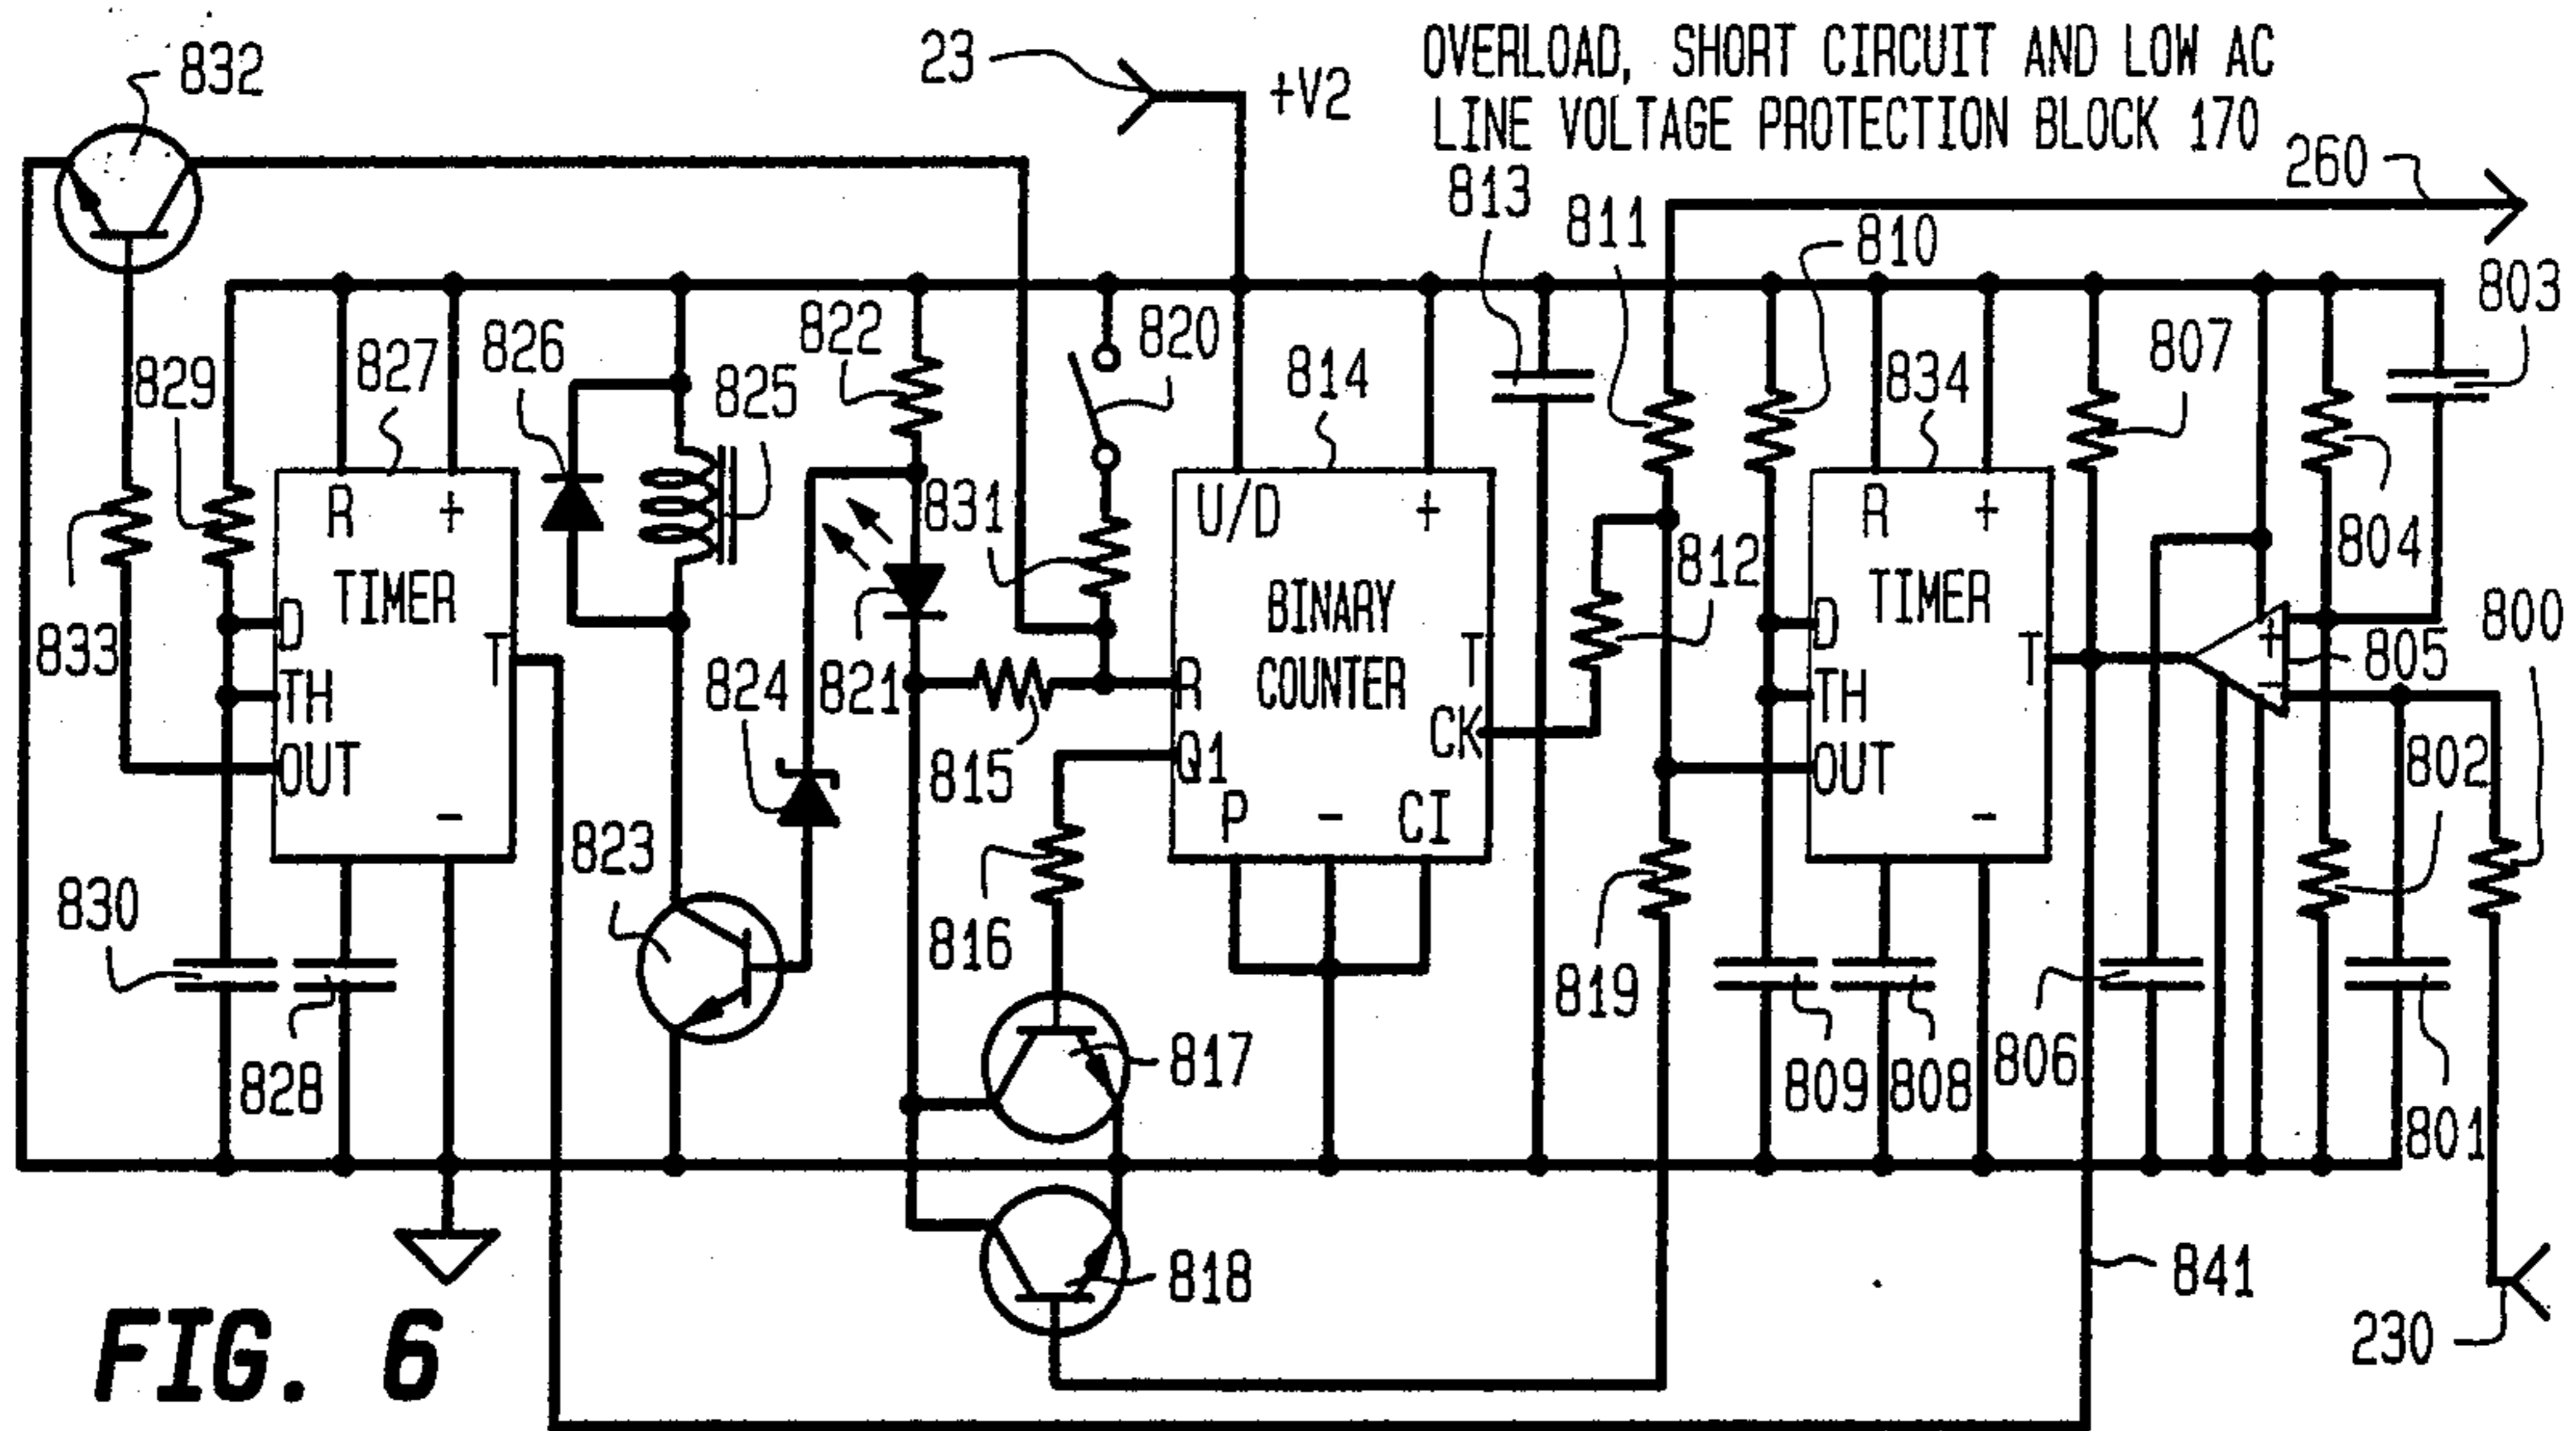 832
23
+V2
OVERLOAD, SHORT CIRCUIT AND LOW AC
LINE VOLTAGE PROTECTION BLOCK 170
260
813
811
810
803
829
827
826
825
822
820
814
834
807
804
833
R
+
TIMER
D
TH
OUT
T
-
824
821
831
815
U/D
+
BINARY
COUNTER
R
Q1
T
CK
P
-
CI
812
R
+
TIMER
D
TH
OUT
T
-
+
-
805
800
802
830
828
823
816
817
818
819
809
808
806
801
841
230
FIG. 6